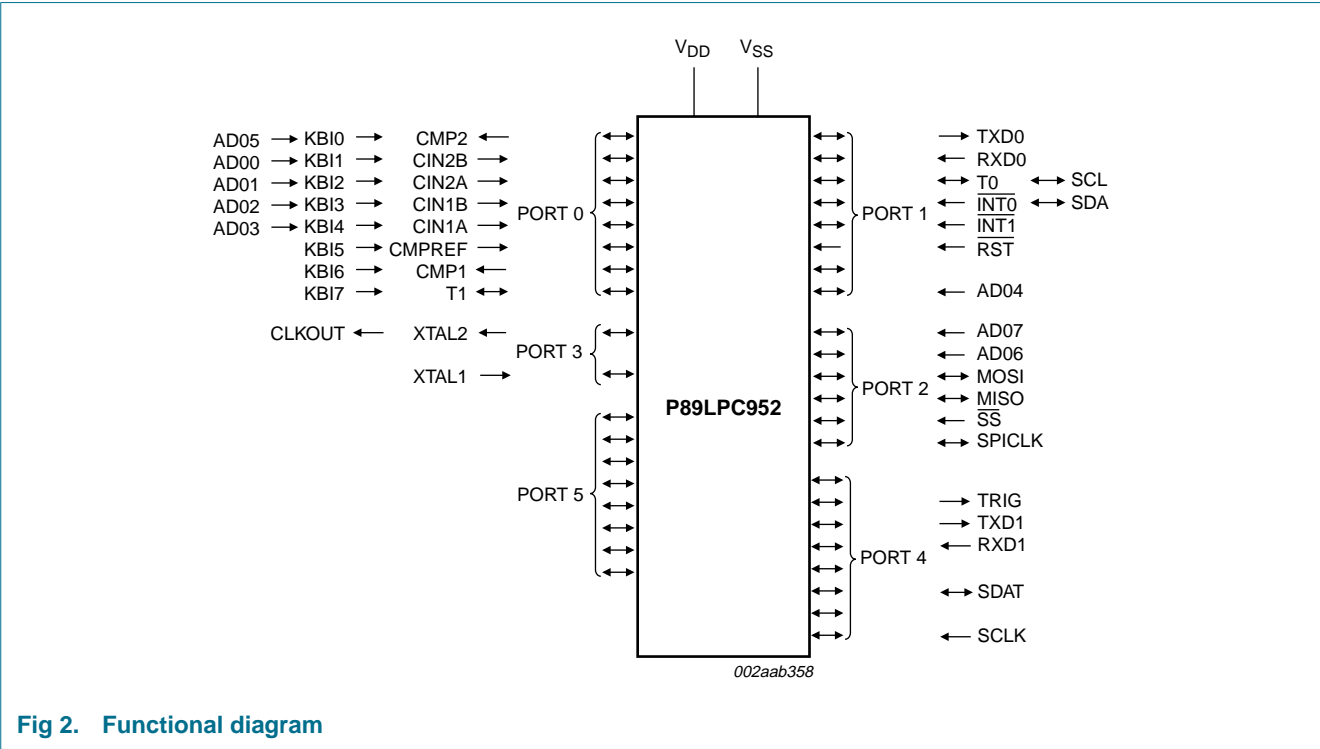 VDD VSS
AD05 KBI0 CMP2 TXD0
AD00 KBI1 CIN2B RXD0
AD01 KBI2 CIN2A T0 SCL
AD02 KBI3 CIN1B PORT 0 PORT 1 INT0 SDA
AD03 KBI4 CIN1A INT1
KBI5 CMPREF RST
KBI6 CMP1
KBI7 T1 AD04
CLKOUT XTAL2 AD07
PORT 3 AD06
XTAL1 MOSI
P89LPC952 PORT 2 MISO
SS
SPICLK
PORT 5 TRIG
TXD1
RXD1
PORT 4
SDAT
SCLK
002aab358
Fig 2. Functional diagram